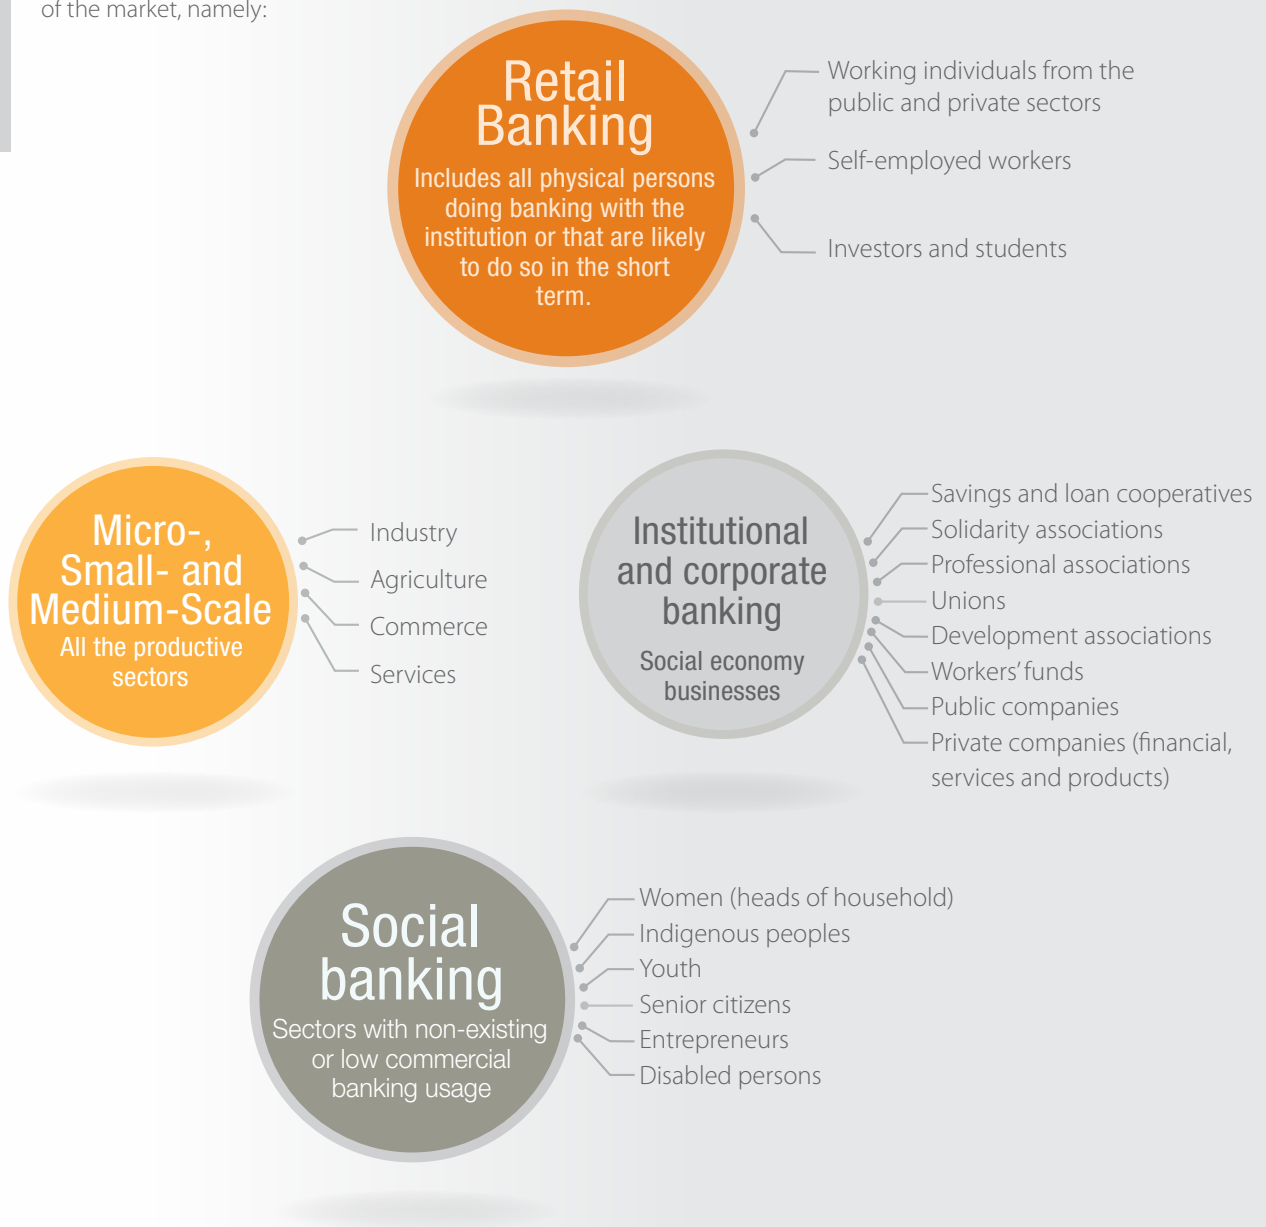 of the market, namely:
Retail
Banking
Includes all physical persons
doing banking with the
institution or that are likely
to do so in the short
term.
Working individuals from the
public and private sectors
Self-employed workers
Investors and students
Micro-,
Small- and
Medium-Scale
All the productive
sectors
Industry
Agriculture
Commerce
Services
Institutional
and corporate
banking
Social economy
businesses
Savings and loan cooperatives
Solidarity associations
Professional associations
Unions
Development associations
Workers’ funds
Public companies
Private companies (financial,
services and products)
Social
banking
Sectors with non-existing
or low commercial
banking usage
Women (heads of household)
Indigenous peoples
Youth
Senior citizens
Entrepreneurs
Disabled persons